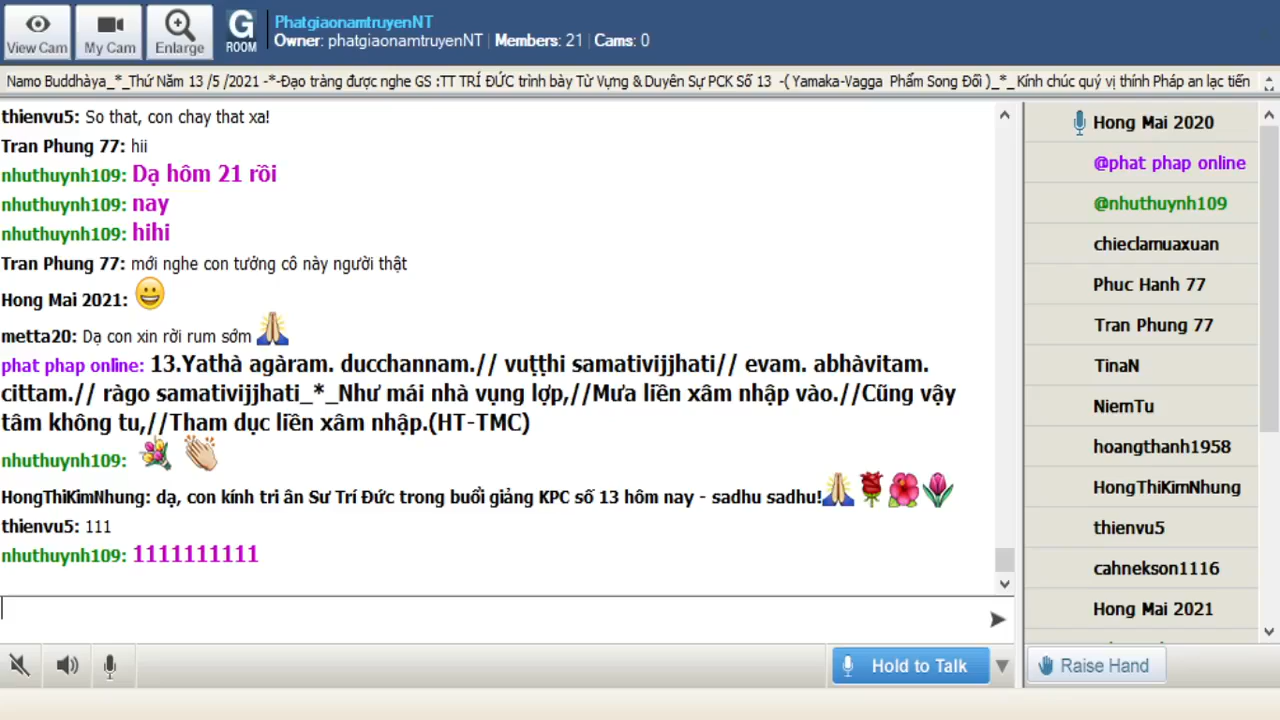 View Cam
My Cam
Enlarge
G
ROOM
PhatgiaonamtruyenNT
Owner: phatgiaonamtruyenNT | Members: 21 | Cams: 0
Namo Buddhàya_*_Thứ Năm 13 /5 /2021 -*-Đạo tràng được nghe GS :TT TRÍ ĐỨC trình bày Từ Vựng & Duyên Sự PCK Số 13 -( Yamaka-Vagga Phẩm Song Đối )_*_ Kính chúc quý vị thính Pháp an lạc tiến
thienvu5: So that, con chay that xa!
Tran Phung 77: hii
nhuthuynh109: Dạ hôm 21 rồi
nhuthuynh109: nay
nhuthuynh109: hihi
Tran Phung 77: mới nghe con tưởng cô này người thật
Hong Mai 2021:
metta20: Dạ con xin rời rum sớm
phat phap online: 13.Yathà agàram. ducchannam.// vuṭṭhi samativijjhati// evam. abhàvitam.
cittam.// ràgo samativijjhati_*_Như mái nhà vụng lợp,//Mưa liền xâm nhập vào.//Cũng vậy
tâm không tu,//Tham dục liền xâm nhập.(HT-TMC)
nhuthuynh109:
HongThiKimNhung: dạ, con kính tri ân Sư Trí Đức trong buổi giảng KPC số 13 hôm nay - sadhu sadhu!
thienvu5: 111
nhuthuynh109: 1111111111
Hong Mai 2020
@phat phap online
@nhuthuynh109
chieclamuaxuan
Phuc Hanh 77
Tran Phung 77
TinaN
NiemTu
hoangthanh1958
HongThiKimNhung
thienvu5
cahnekson1116
Hong Mai 2021
Hold to Talk
Raise Hand